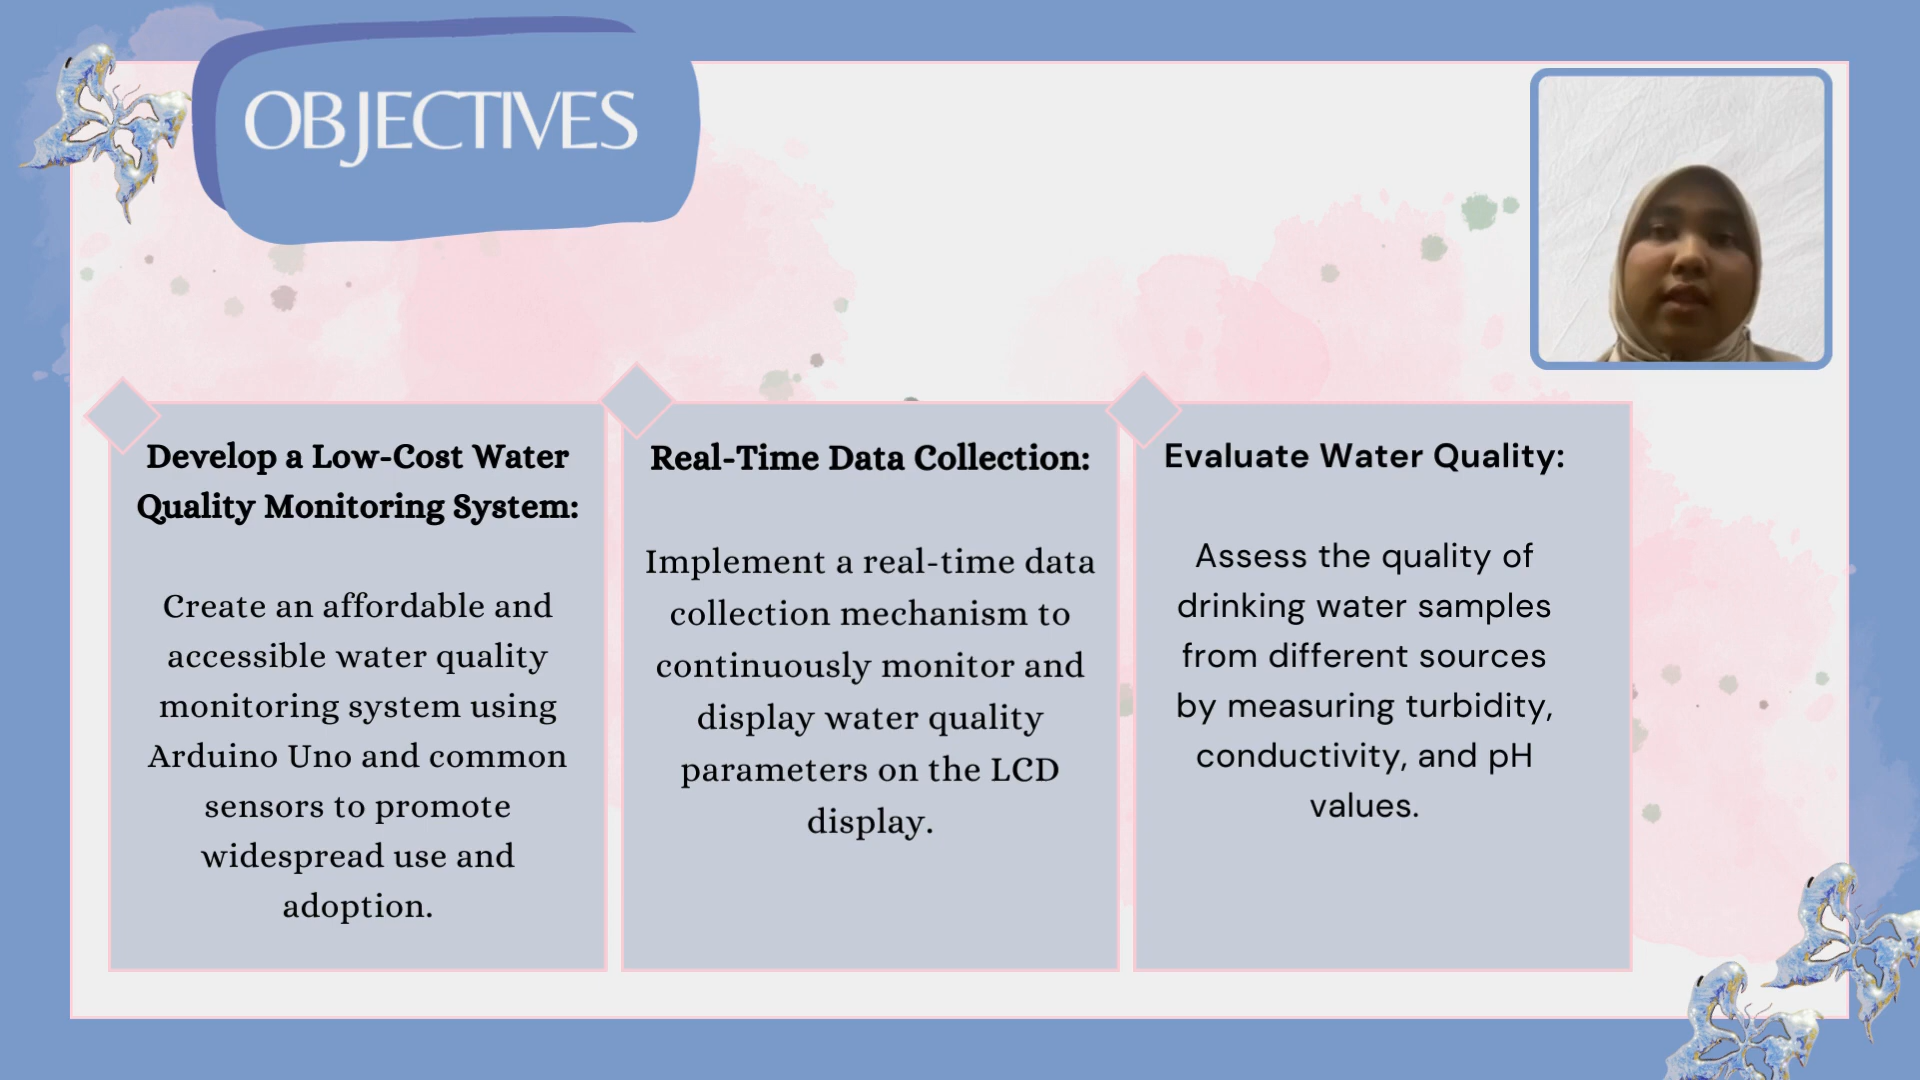 OBJECTIVES
Develop a Low-Cost Water
Quality Monitoring System:
Create an affordable and
accessible water quality
monitoring system using
Arduino Uno and common
sensors to promote
widespread use and
adoption.
Real-Time Data Collection:
Implement a real-time data
collection mechanism to
continuously monitor and
display water quality
parameters on the LCD
display.
Evaluate Water Quality:
Assess the quality of
drinking water samples
from different sources
by measuring turbidity,
conductivity, and pH
values.